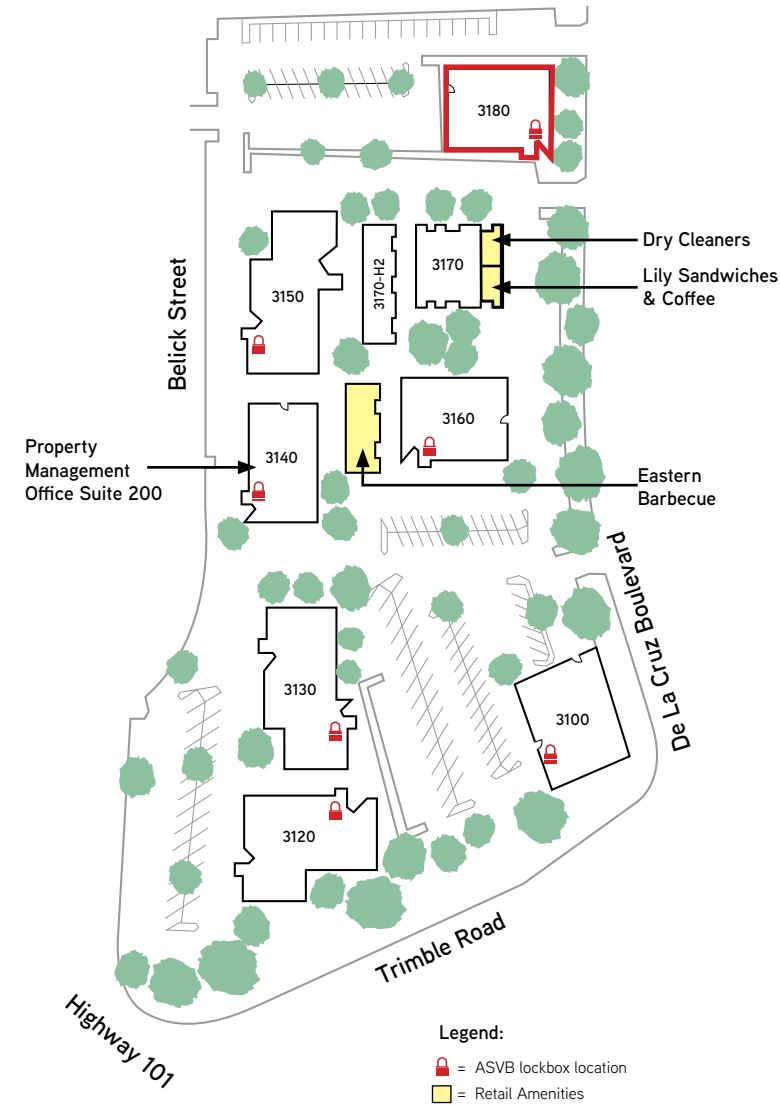 3180
Dry Cleaners
3170
Lily Sandwiches
& Coffee
3170-H2
3150
Belick Street
3160
Property
Management
Office Suite 200
3140
Eastern
Barbecue
De La Cruz Boulevard
3130
3100
3120
Trimble Road
Highway 101
Legend:
= ASVB lockbox location
= Retail Amenities